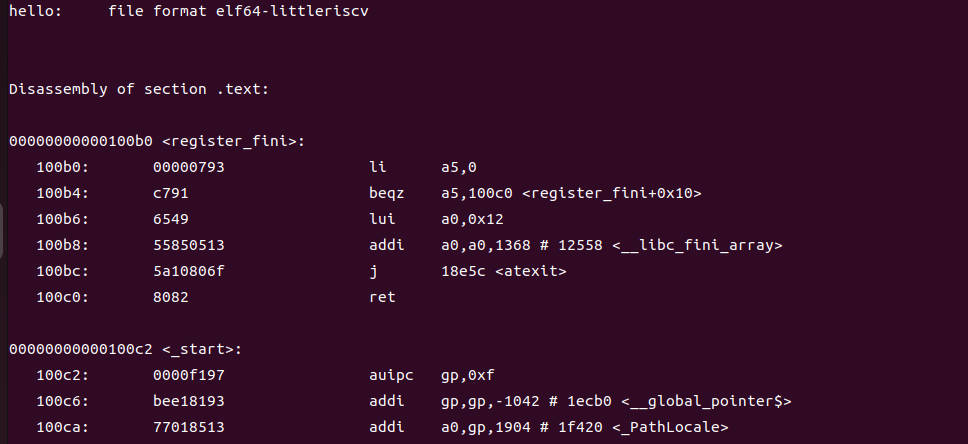 hello:     file format elf64-littleriscv
Disassembly of section .text:
00000000000100b0 <register_fini>:
   100b0:	00000793          	li	a5,0
   100b4:	c791                	beqz	a5,100c0 <register_fini+0x10>
   100b6:	6549                	lui	a0,0x12
   100b8:	55850513          	addi	a0,a0,1368 # 12558 <__libc_fini_array>
   100bc:	5a10806f          	j	18e5c <atexit>
   100c0:	8082                	ret
00000000000100c2 <_start>:
   100c2:	0000f197          	auipc	gp,0xf
   100c6:	bee18193          	addi	gp,gp,-1042 # 1ecb0 <__global_pointer$>
   100ca:	77018513          	addi	a0,gp,1904 # 1f420 <_PathLocale>